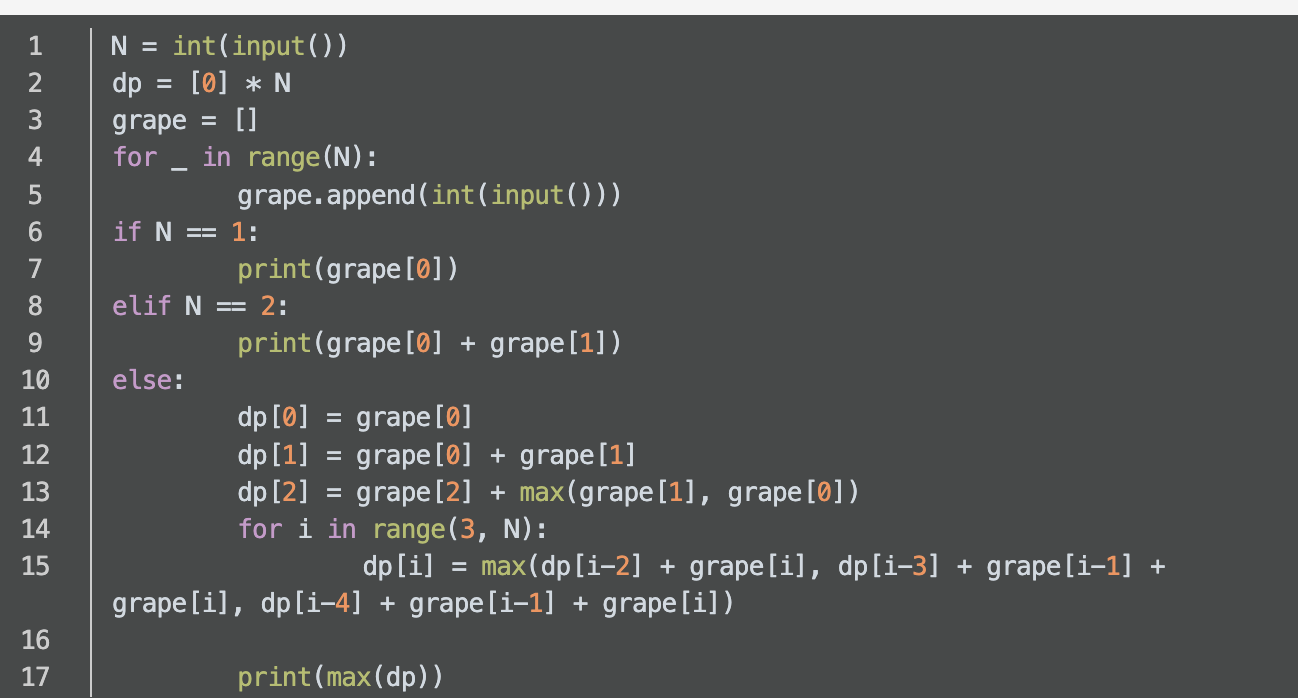 1 N = int(input())
2 dp = [0] * N
3 grape = []
4 for _ in range(N):
5 grape.append(int(input()))
6 if N == 1:
7 print(grape[0])
8 elif N == 2:
9 print(grape[0] + grape[1])
10 else:
11 dp[0] = grape[0]
12 dp[1] = grape[0] + grape[1]
13 dp[2] = grape[2] + max(grape[1], grape[0])
14 for i in range(3, N):
15 dp[i] = max(dp[i-2] + grape[i], dp[i-3] + grape[i-1] +
grape[i], dp[i-4] + grape[i-1] + grape[i])
16
17 print(max(dp))